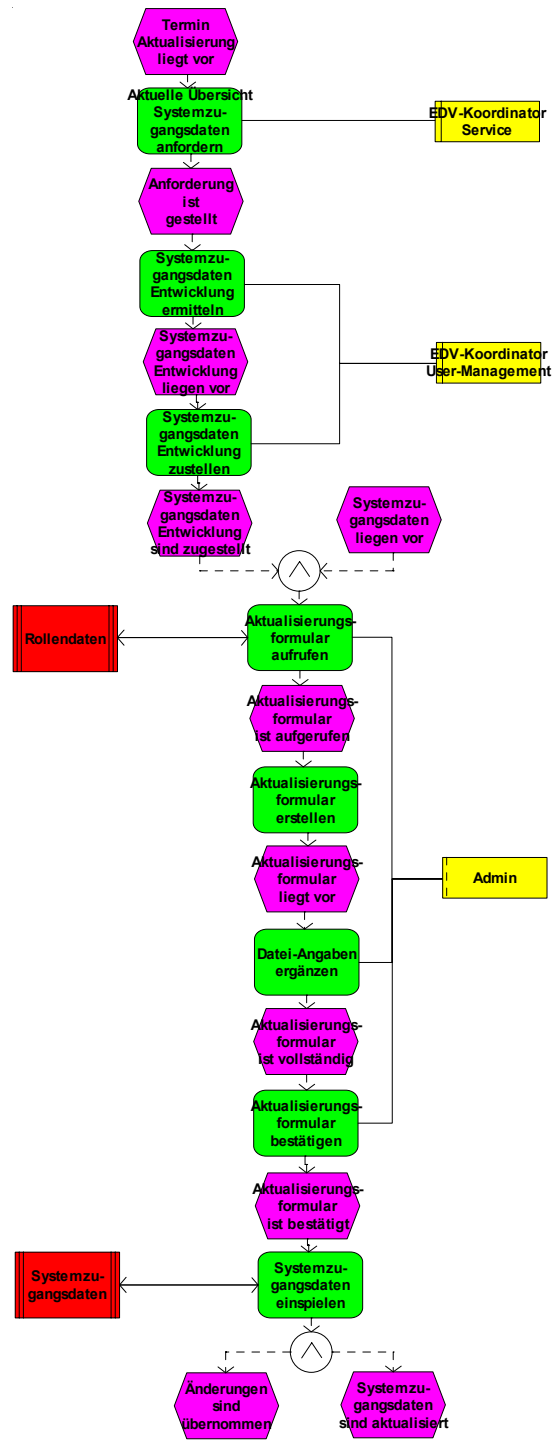 Termin
Aktualisierung
liegt vor
Aktuelle Übersicht
Systemzu-
gangsdaten
anfordern
EDV-Koordinator
Service
Anforderung
ist
gestellt
Systemzu-
gangsdaten
Entwicklung
ermitteln
Systemzu-
gangsdaten
Entwicklung
liegen vor
EDV-Koordinator
User-Management
Systemzu-
gangsdaten
Entwicklung
zustellen
Systemzu-
gangsdaten
Entwicklung
sind zugestellt
Systemzu-
gangsdaten
liegen vor
Rollendaten
Aktualisierungs-
formular
aufrufen
Aktualisierungs-
formular
ist aufgerufen
Aktualisierungs-
formular
erstellen
Aktualisierungs-
formular
liegt vor
Admin
Datei-Angaben
ergänzen
Aktualisierungs-
formular
ist vollständig
Aktualisierungs-
formular
bestätigen
Aktualisierungs-
formular
ist bestätigt
Systemzu-
gangsdaten
Systemzu-
gangsdaten
einspielen
Änderungen
sind
übernommen
Systemzu-
gangsdaten
sind aktualisiert